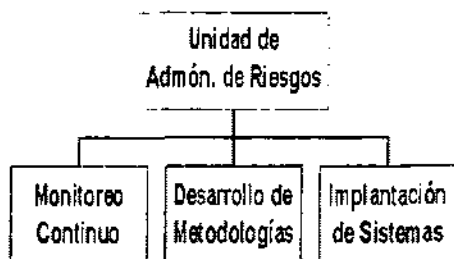 Unidad de
Admón. de Riesgos
Monitoreo
Continuo
Desarrollo de
Metodologías
Implantación
de Sistemas